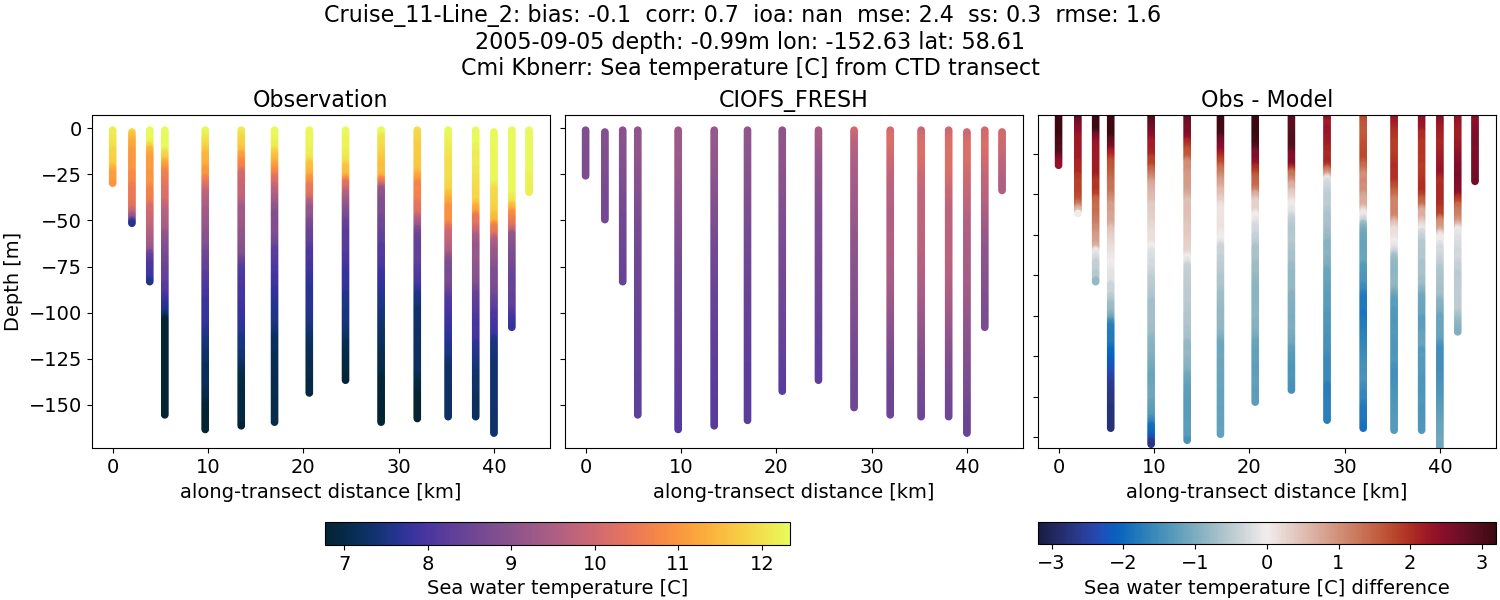 Cruise_11-Line_2: bias: -0.1  corr: 0.7  ioa: nan  mse: 2.4  ss: 0.3  rmse: 1.6
2005-09-05 depth: -0.99m lon: -152.63 lat: 58.61
Cmi Kbnerr: Sea temperature [C] from CTD transect
Observation
CIOFS_FRESH
Obs - Model
Depth [m]
0
−25
−50
−75
−100
−125
−150
0 10 20 30 40
0 10 20 30 40
0 10 20 30 40
along-transect distance [km]
along-transect distance [km]
along-transect distance [km]
7 8 9 10 11 12
Sea water temperature [C]
−3 −2 −1 0 1 2 3
Sea water temperature [C] difference